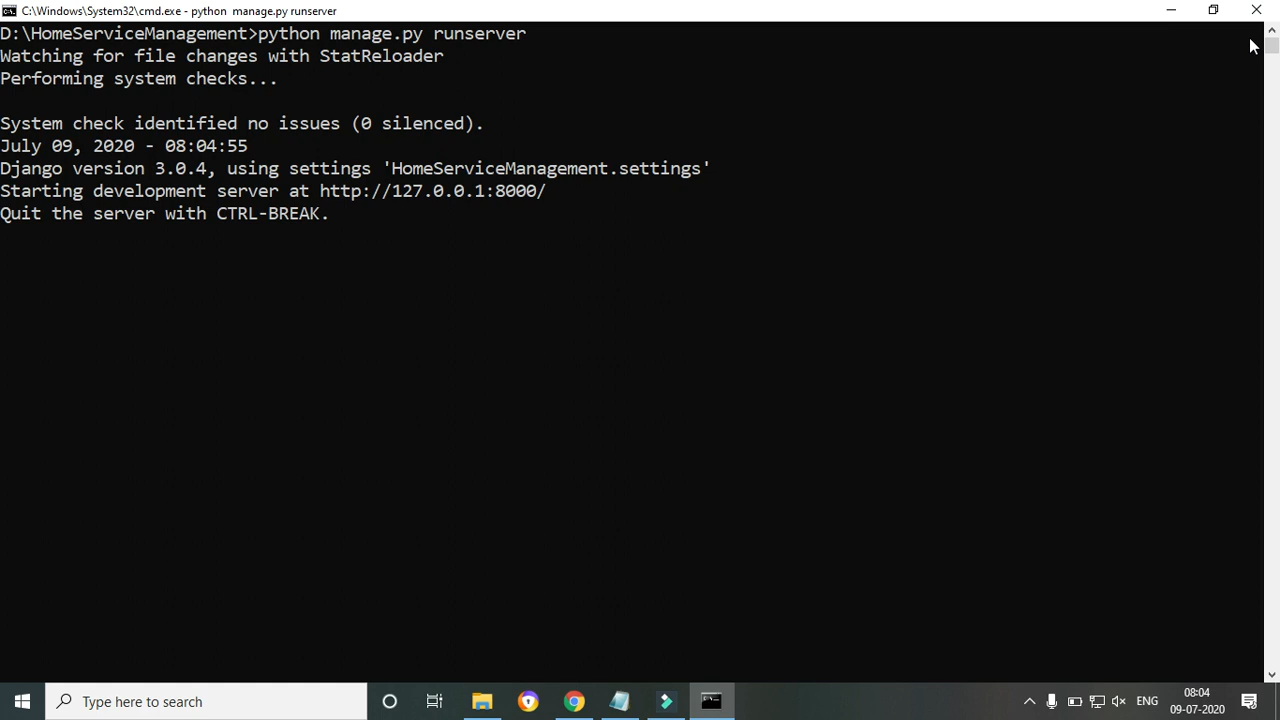 C:\Windows\System32\cmd.exe - python  manage.py runserver
D:\HomeServiceManagement>python manage.py runserver
Watching for file changes with StatReloader
Performing system checks...
System check identified no issues (0 silenced).
July 09, 2020 - 08:04:55
Django version 3.0.4, using settings 'HomeServiceManagement.settings'
Starting development server at http://127.0.0.1:8000/
Quit the server with CTRL-BREAK.
Type here to search
ENG
08:04
09-07-2020